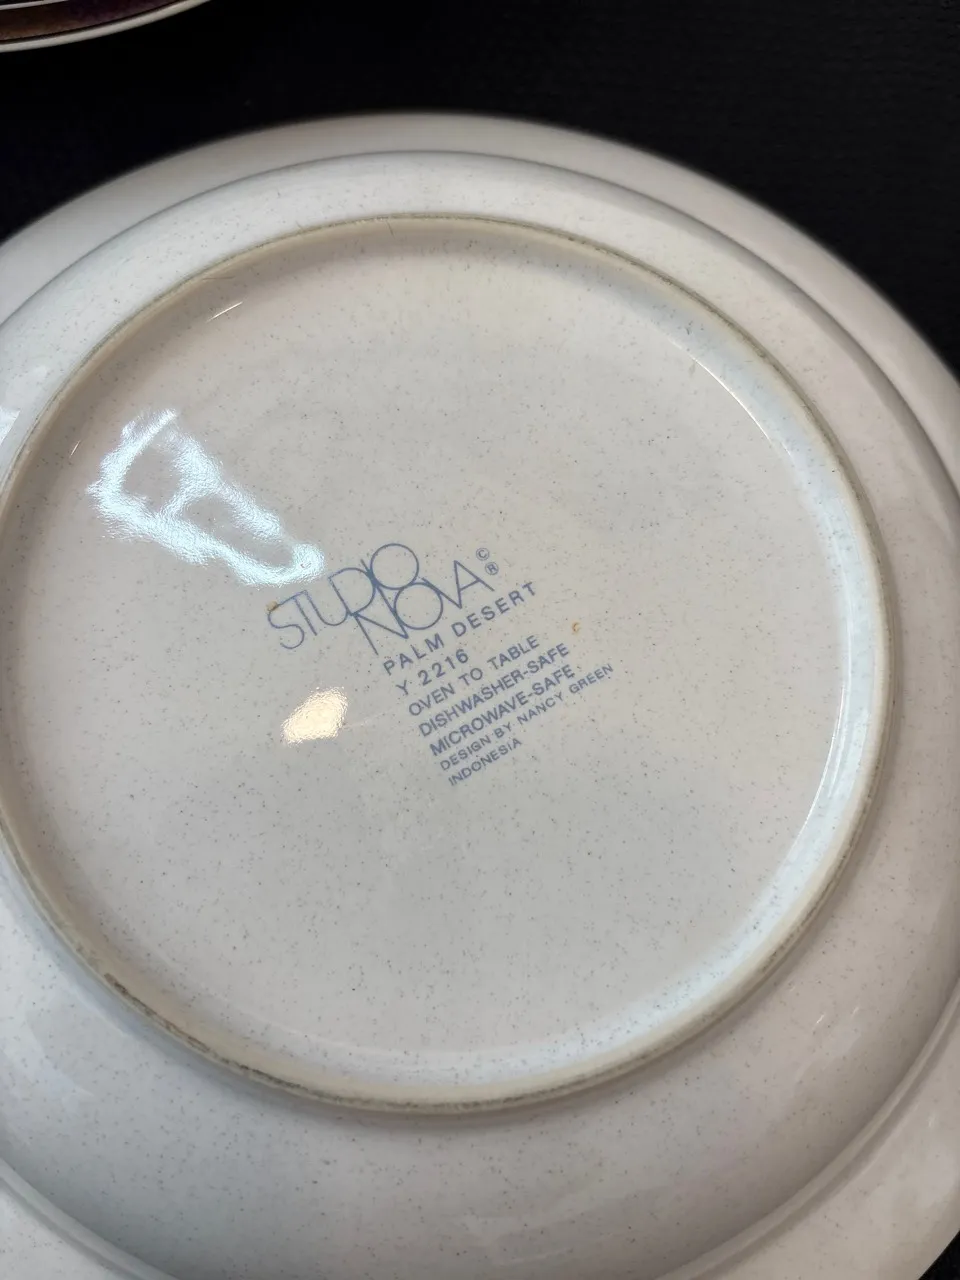 STUDIO
NOVA © ®
PALM DESERT
Y 2216
OVEN TO TABLE
DISHWASHER-SAFE
MICROWAVE-SAFE
DESIGN BY NANCY GREEN
INDONESIA